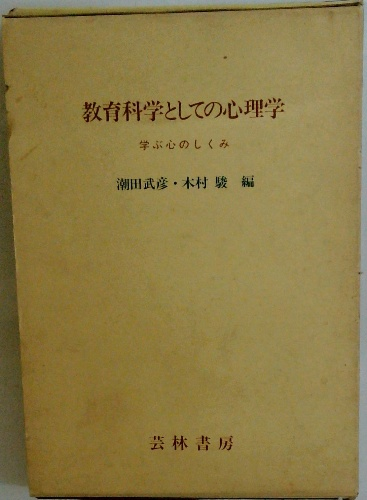 教育科学としての心理学
学ぶ心のしくみ
潮田武彦・木村 駿 編
芸林書房